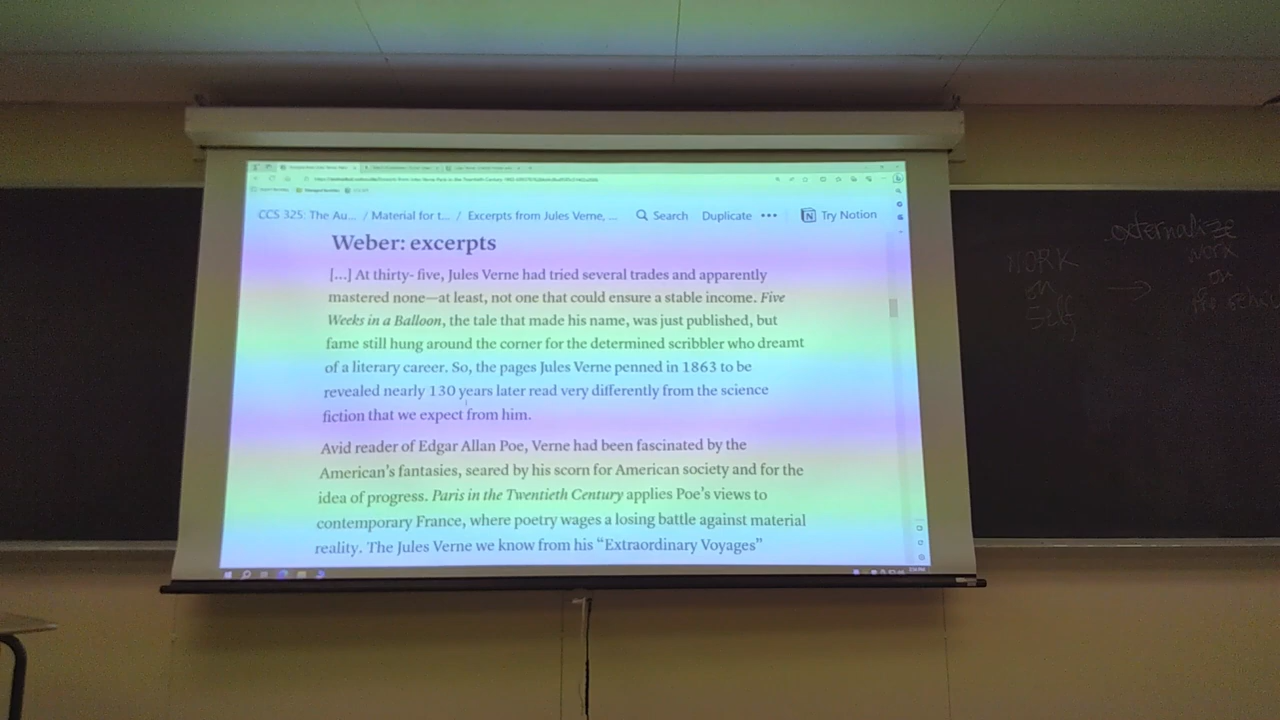 CCS 325: The Au... / Material for t... / Excerpts from Jules Verne, ... Search Duplicate ••• Try Notion
Weber: excerpts
[...] At thirty- five, Jules Verne had tried several trades and apparently
mastered none—at least, not one that could ensure a stable income. Five
Weeks in a Balloon, the tale that made his name, was just published, but
fame still hung around the corner for the determined scribbler who dreamt
of a literary career. So, the pages Jules Verne penned in 1863 to be
revealed nearly 130 years later read very differently from the science
fiction that we expect from him.
Avid reader of Edgar Allan Poe, Verne had been fascinated by the
American's fantasies, seared by his scorn for American society and for the
idea of progress. Paris in the Twentieth Century applies Poe's views to
contemporary France, where poetry wages a losing battle against material
reality. The Jules Verne we know from his “Extraordinary Voyages”
WORK
on
Self
→
externalize
work
on